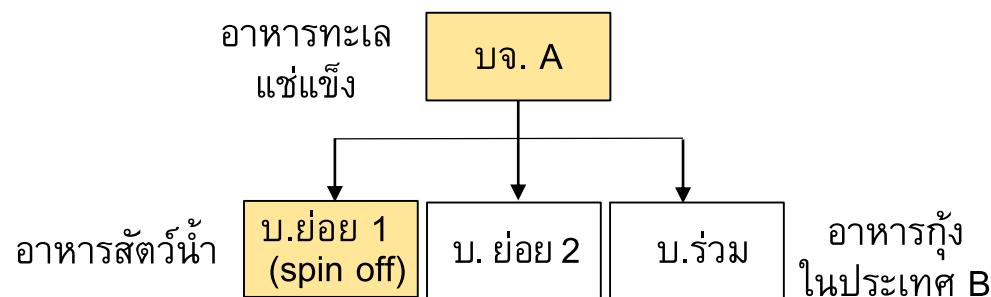 อาหารทะเล
แช่แข็ง
บจ. A
อาหารสัตว์น้ำ
บ.ย่อย 1
(spin off)
บ. ย่อย 2
บ.ร่วม
อาหารกุ้ง
ในประเทศ B